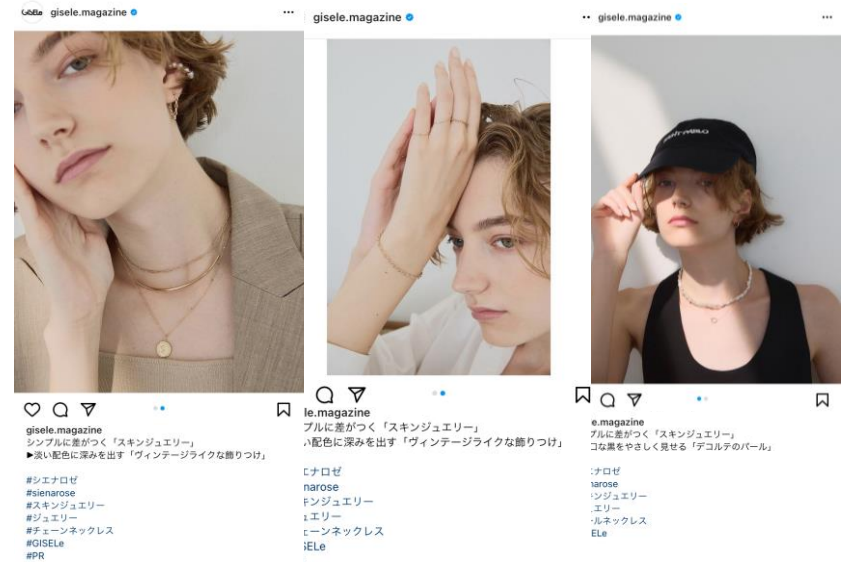 GISELe gisele.magazine
gisele.magazine
シンプルに差がつく「スキンジュエリー」
▶淡い配色に深みを出す「ヴィンテージライクな飾りつけ」
#シエナロゼ
#sienarose
#スキンジュエリー
#ジュエリー
#チェーンネックレス
#GISELe
#PR
gisele.magazine
le.magazine
プルに差がつく「スキンジュエリー」
い配色に深みを出す「ヴィンテージライクな飾りつけ」
エナロゼ
narose
キンジュエリー
ュエリー
ェーンネックレス
SELe
gisele.magazine
e.magazine
プルに差がつく「スキンジュエリー」
口な黒をやさしく見せる「デコルテのパール」
ナロゼ
narose
ンジュエリー
エリー
ールネックレス
ELe